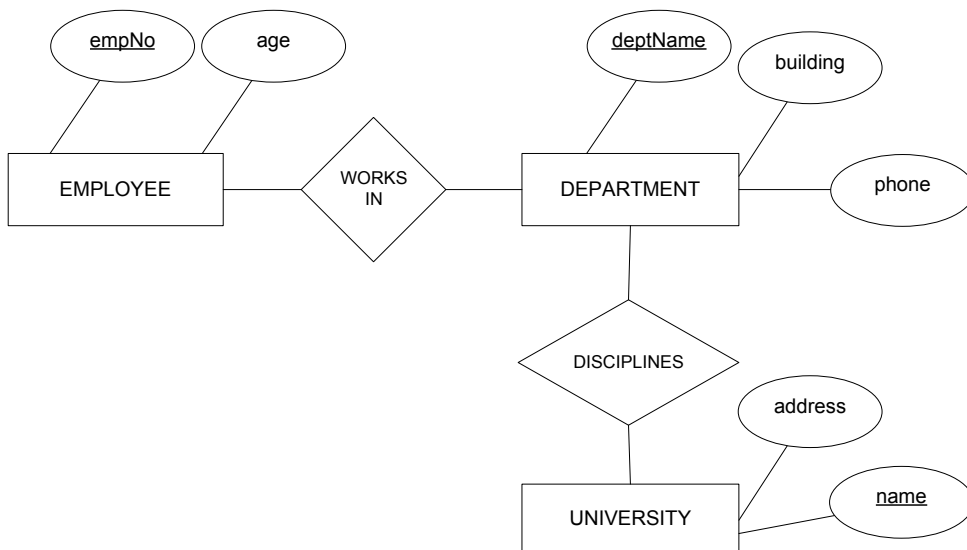 empNo
age
deptName
building
EMPLOYEE
WORKS
IN
DEPARTMENT
phone
DISCIPLINES
address
UNIVERSITY
name